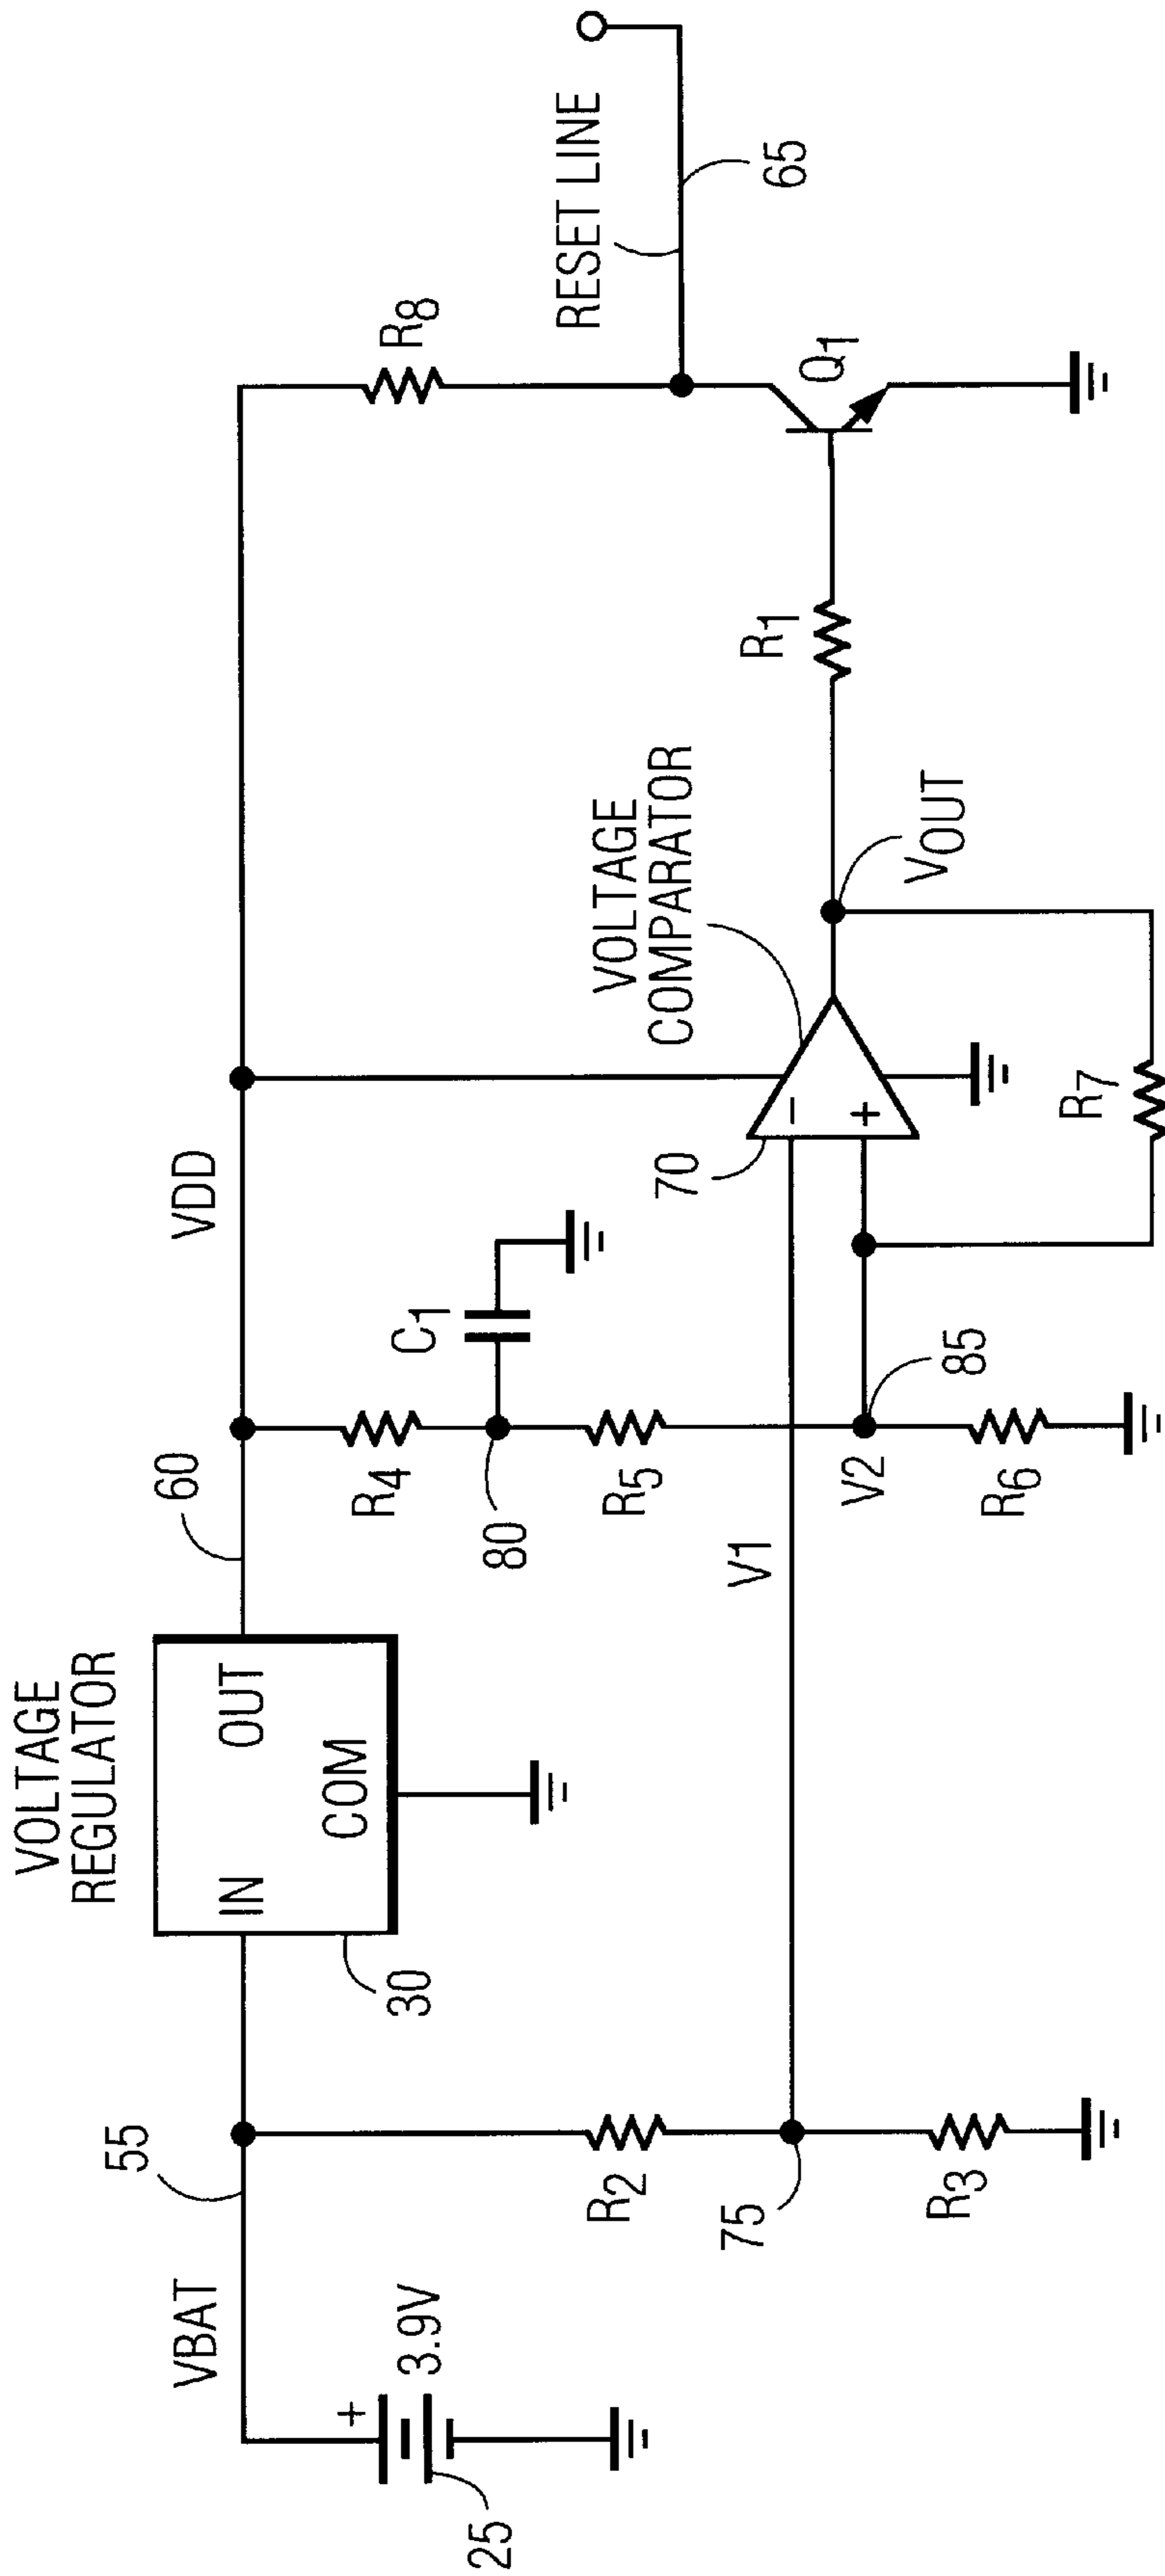 VBAT
55
+
3.9V
25
VOLTAGE
REGULATOR
IN
OUT
COM
30
60
VDD
R2
75
R3
R4
80
C1
R5
V1
V2
85
R6
70
-
+
VOLTAGE
COMPARATOR
VOUT
R7
R1
R8
Q1
RESET LINE
65